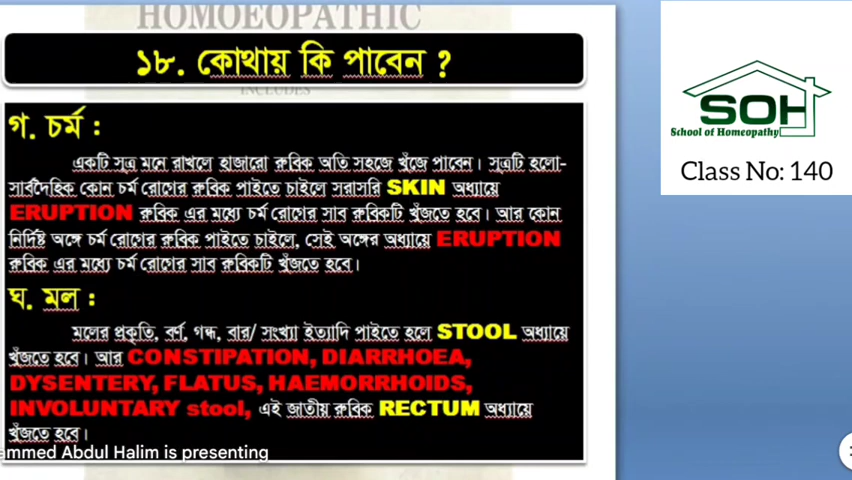 HOMOEOPATHIC
১৮. কোথায় কি পাবেন ?
INCLUDES
গ. চর্ম :
একটি সূত্র মনে রাখলে হাজারো রুবিক অতি সহজে খুঁজে পাবেন। সূত্রটি হলো-
সার্বদৈহিক কোন চর্ম রোগের রুবিক পাইতে চাইলে সরাসরি SKIN অধ্যায়ে
ERUPTION রুবিক এর মধ্যে চর্ম রোগের সাব রুবিকটি খুঁজতে হবে। আর কোন
নির্দিষ্ট অঙ্গে চর্ম রোগের রুবিক পাইতে চাইলে, সেই অঙ্গের অধ্যায়ে ERUPTION
রুবিক এর মধ্যে চর্ম রোগের সাব রুবিকটি খুঁজতে হবে।
ঘ. মল :
মলের প্রকৃতি, বর্ণ, গন্ধ, বার/ সংখ্যা ইত্যাদি পাইতে হলে STOOL অধ্যায়ে
খুঁজতে হবে। আর CONSTIPATION, DIARRHOEA,
DYSENTERY, FLATUS, HAEMORRHOIDS,
INVOLUNTARY stool, এই জাতীয় রুবিক RECTUM অধ্যায়ে
খুঁজতে হবে।
ammed Abdul Halim is presenting
SOH
School of Homeopathy
Class No: 140